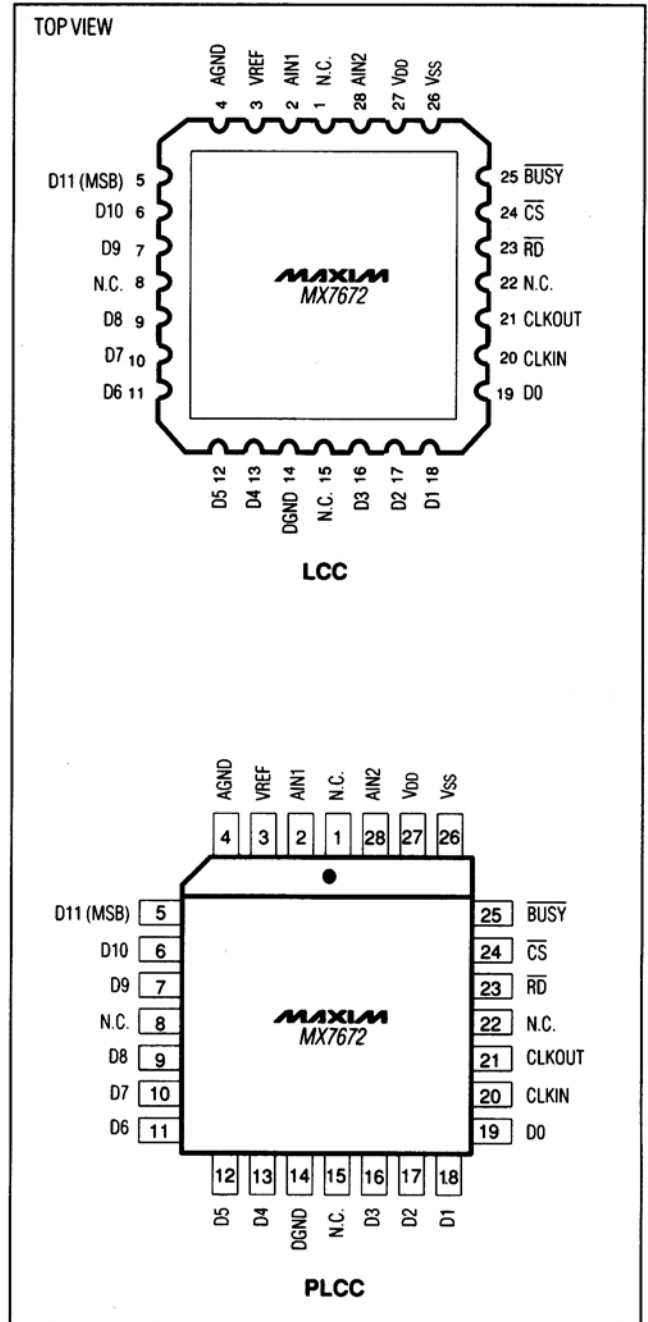 TOP VIEW
AGND VREF AIN1 N.C. AIN2 VDD VSS
4 3 2 1 28 27 26
D11 (MSB) 5 25 BUSY
D10 6 24 CS
D9 7 23 RD
N.C. 8 22 N.C.
D8 9 21 CLKOUT
D7 10 20 CLKIN
D6 11 19 D0
MAXIM
MX7672
12 13 14 15 16 17 18
D5 D4 DGND N.C. D3 D2 D1
LCC
AGND VREF AIN1 N.C. AIN2 VDD VSS
4 3 2 1 28 27 26
D11 (MSB) 5 25 BUSY
D10 6 24 CS
D9 7 23 RD
N.C. 8 22 N.C.
D8 9 21 CLKOUT
D7 10 20 CLKIN
D6 11 19 D0
MAXIM
MX7672
12 13 14 15 16 17 18
D5 D4 DGND N.C. D3 D2 D1
PLCC